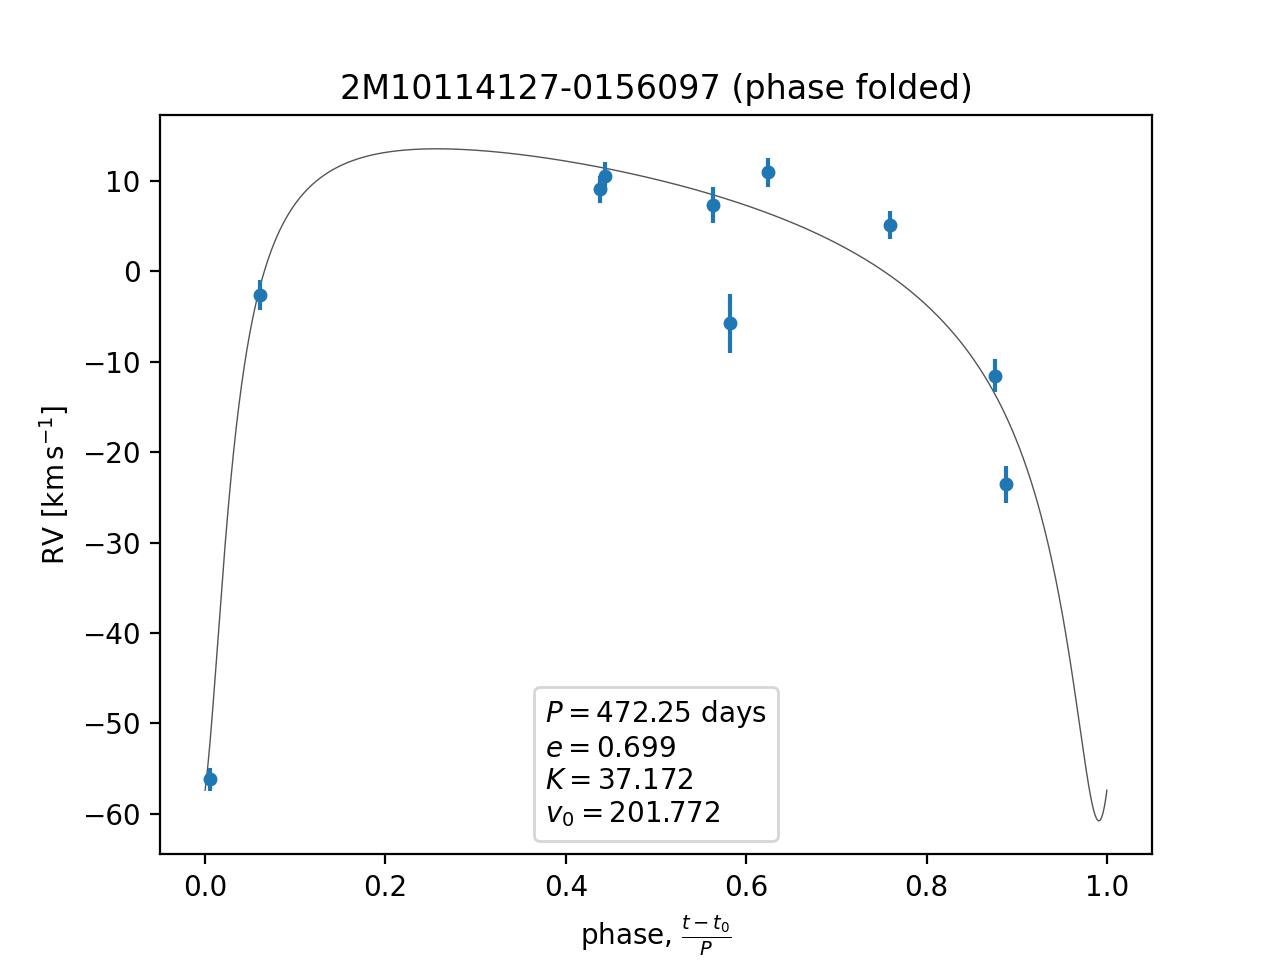 2M10114127-0156097 (phase folded)
10
0
−10
−20
−30
−40
−50
−60
RV [km s⁻¹]
P = 472.25 days
e = 0.699
K = 37.172
v₀ = 201.772
0.0 0.2 0.4 0.6 0.8 1.0
phase, (t − t₀)/P